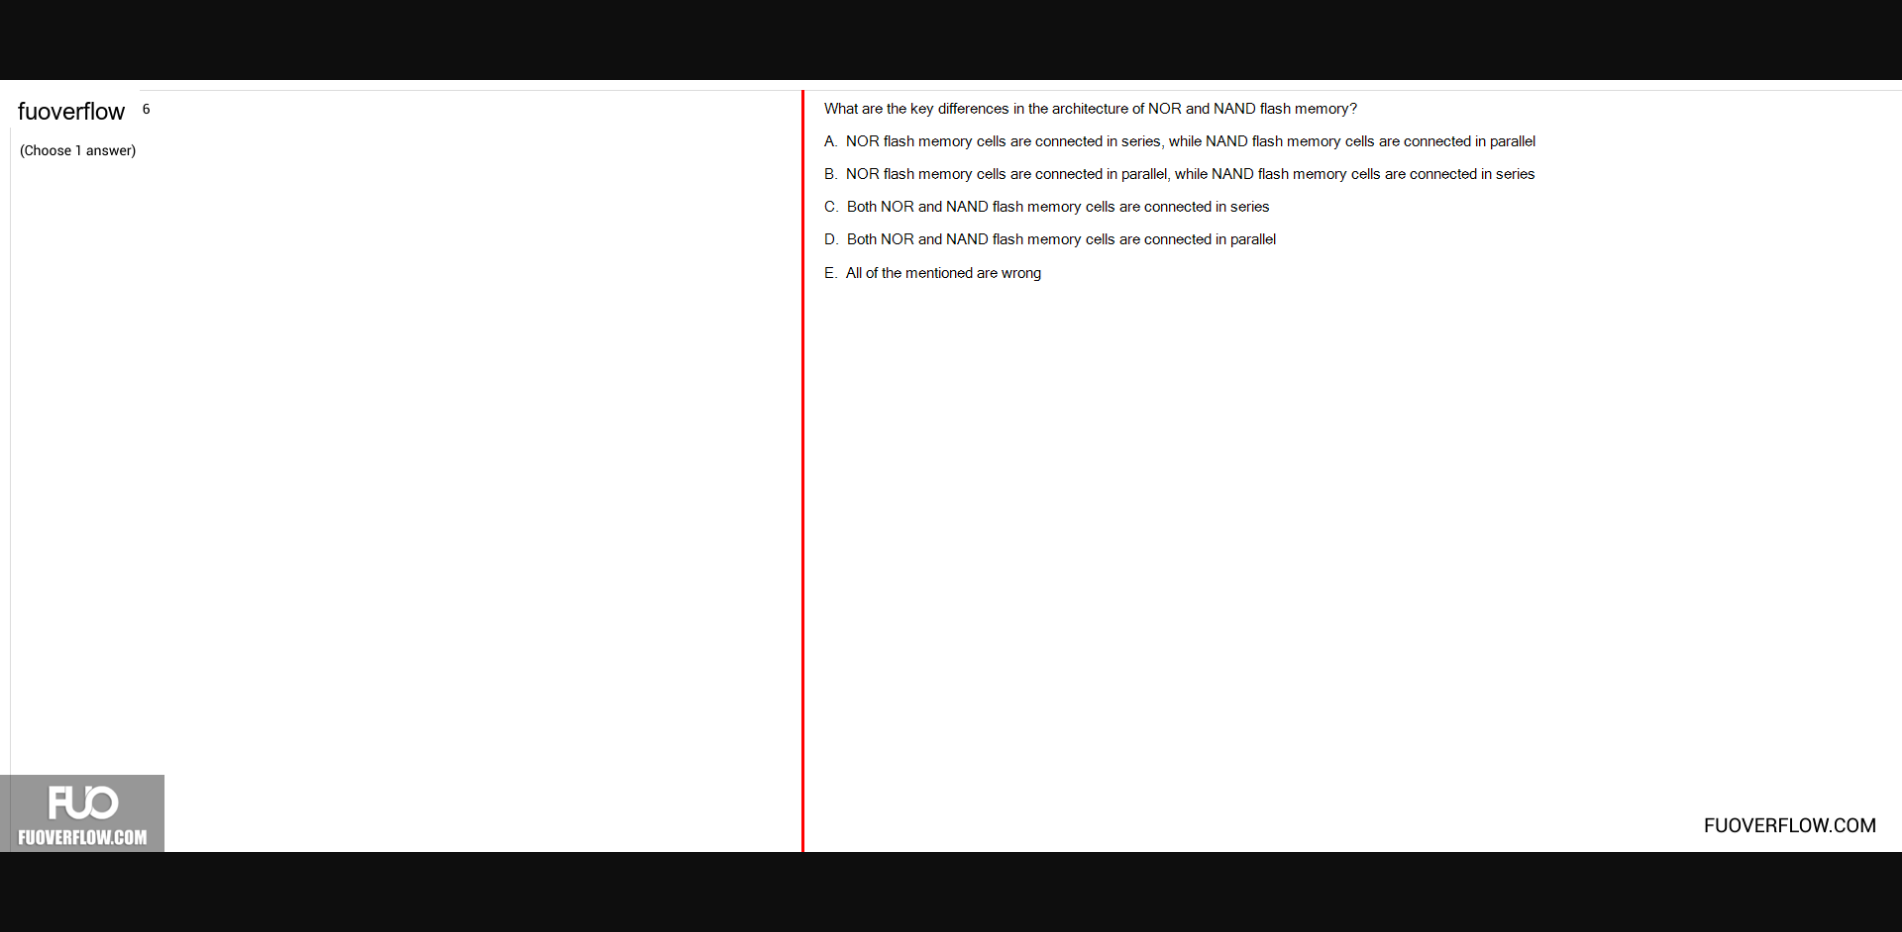 fuoverflow 6
(Choose 1 answer)
What are the key differences in the architecture of NOR and NAND flash memory?
A. NOR flash memory cells are connected in series, while NAND flash memory cells are connected in parallel
B. NOR flash memory cells are connected in parallel, while NAND flash memory cells are connected in series
C. Both NOR and NAND flash memory cells are connected in series
D. Both NOR and NAND flash memory cells are connected in parallel
E. All of the mentioned are wrong
FUO
FUOVERFLOW.COM
FUOVERFLOW.COM